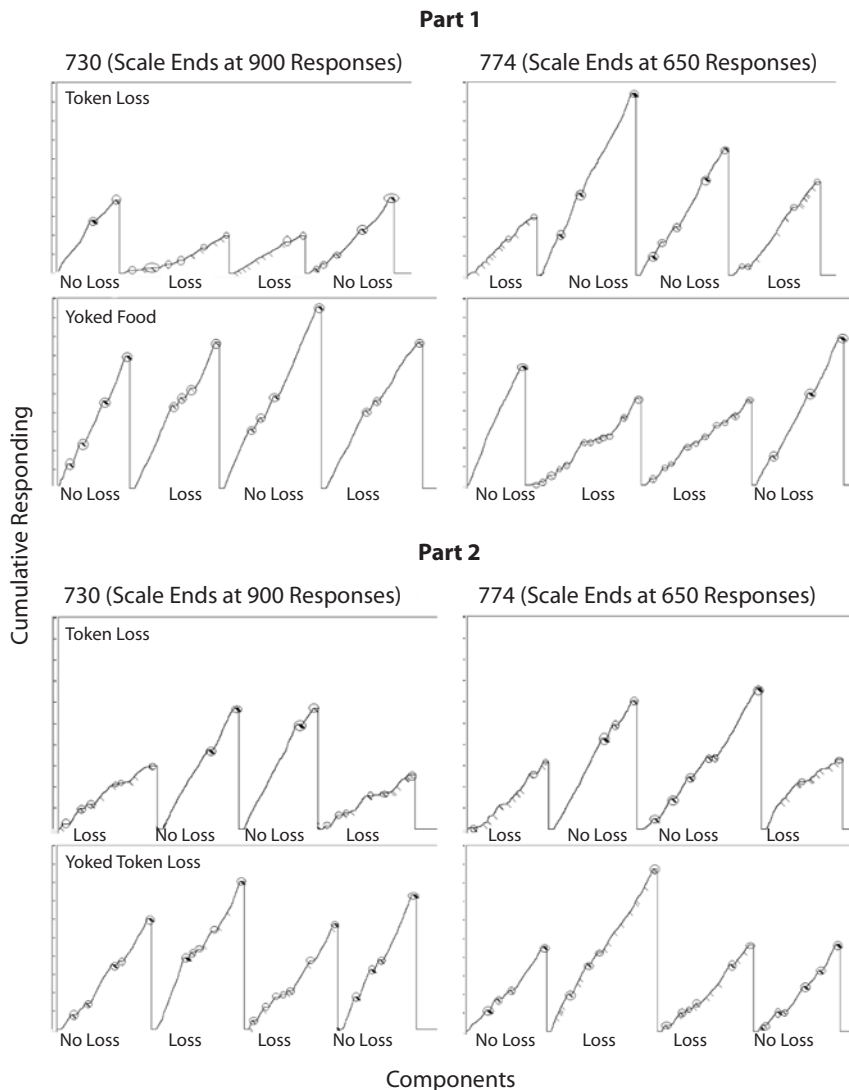 Part 1
730 (Scale Ends at 900 Responses)
774 (Scale Ends at 650 Responses)
Token Loss
No Loss Loss Loss No Loss
Loss No Loss No Loss Loss
Yoked Food
No Loss Loss No Loss Loss
No Loss Loss Loss No Loss
Cumulative Responding
Part 2
730 (Scale Ends at 900 Responses)
774 (Scale Ends at 650 Responses)
Token Loss
Loss No Loss No Loss Loss
Loss No Loss No Loss Loss
Yoked Token Loss
No Loss Loss Loss No Loss
No Loss Loss Loss No Loss
Components